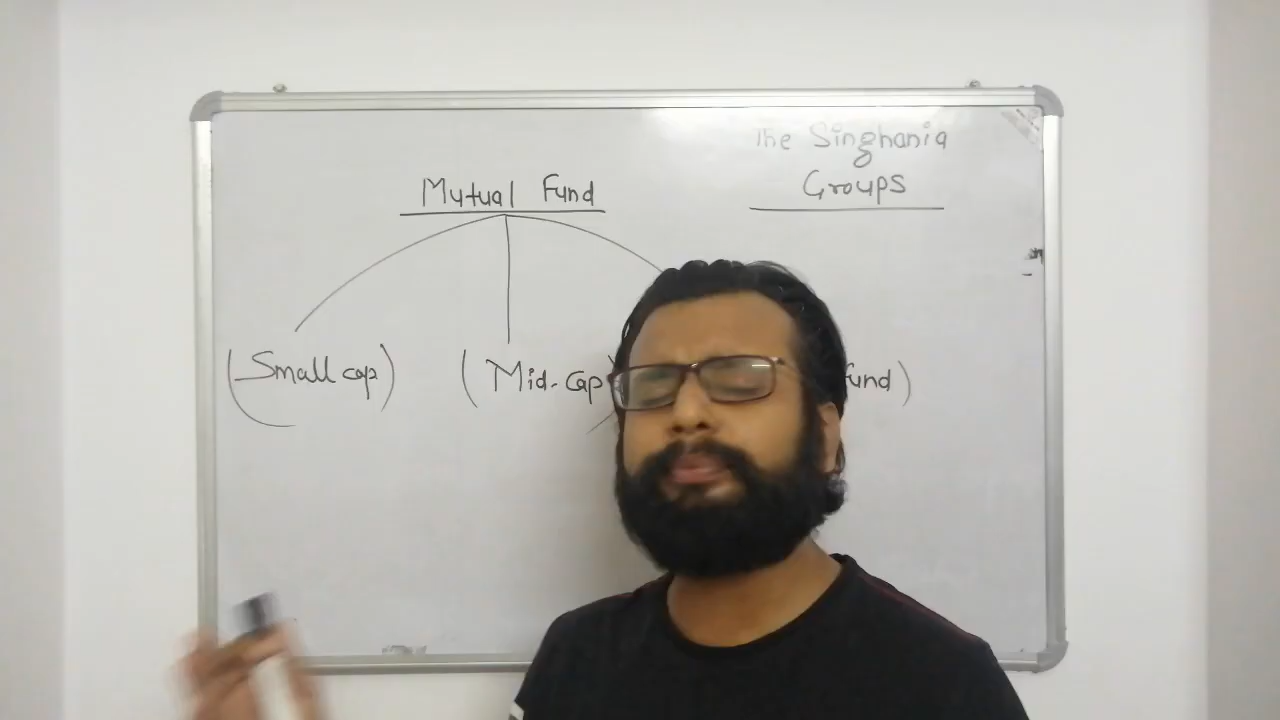 The Singhania
Groups
Mutual Fund
(Small cap)
(Mid-Cap)
fund)